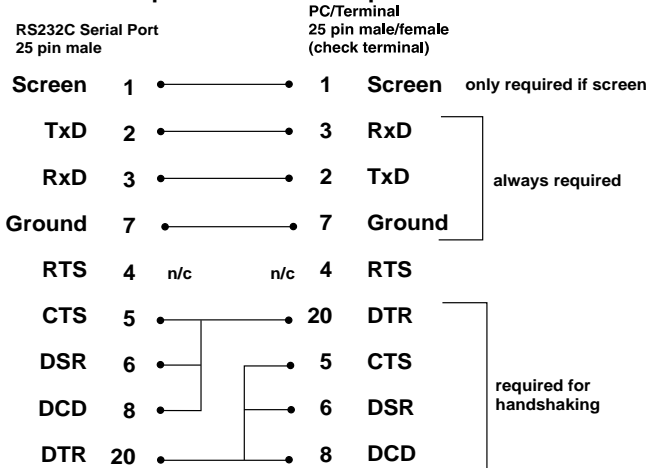 PC/Terminal
RS232C Serial Port 25 pin male/female
25 pin male (check terminal)
Screen 1 1 Screen only required if screen
TxD 2 3 RxD
RxD 3 2 TxD always required
Ground 7 7 Ground
RTS 4 n/c n/c 4 RTS
CTS 5 20 DTR
DSR 6 5 CTS
required for
handshaking
DCD 8 6 DSR
DTR 20 8 DCD